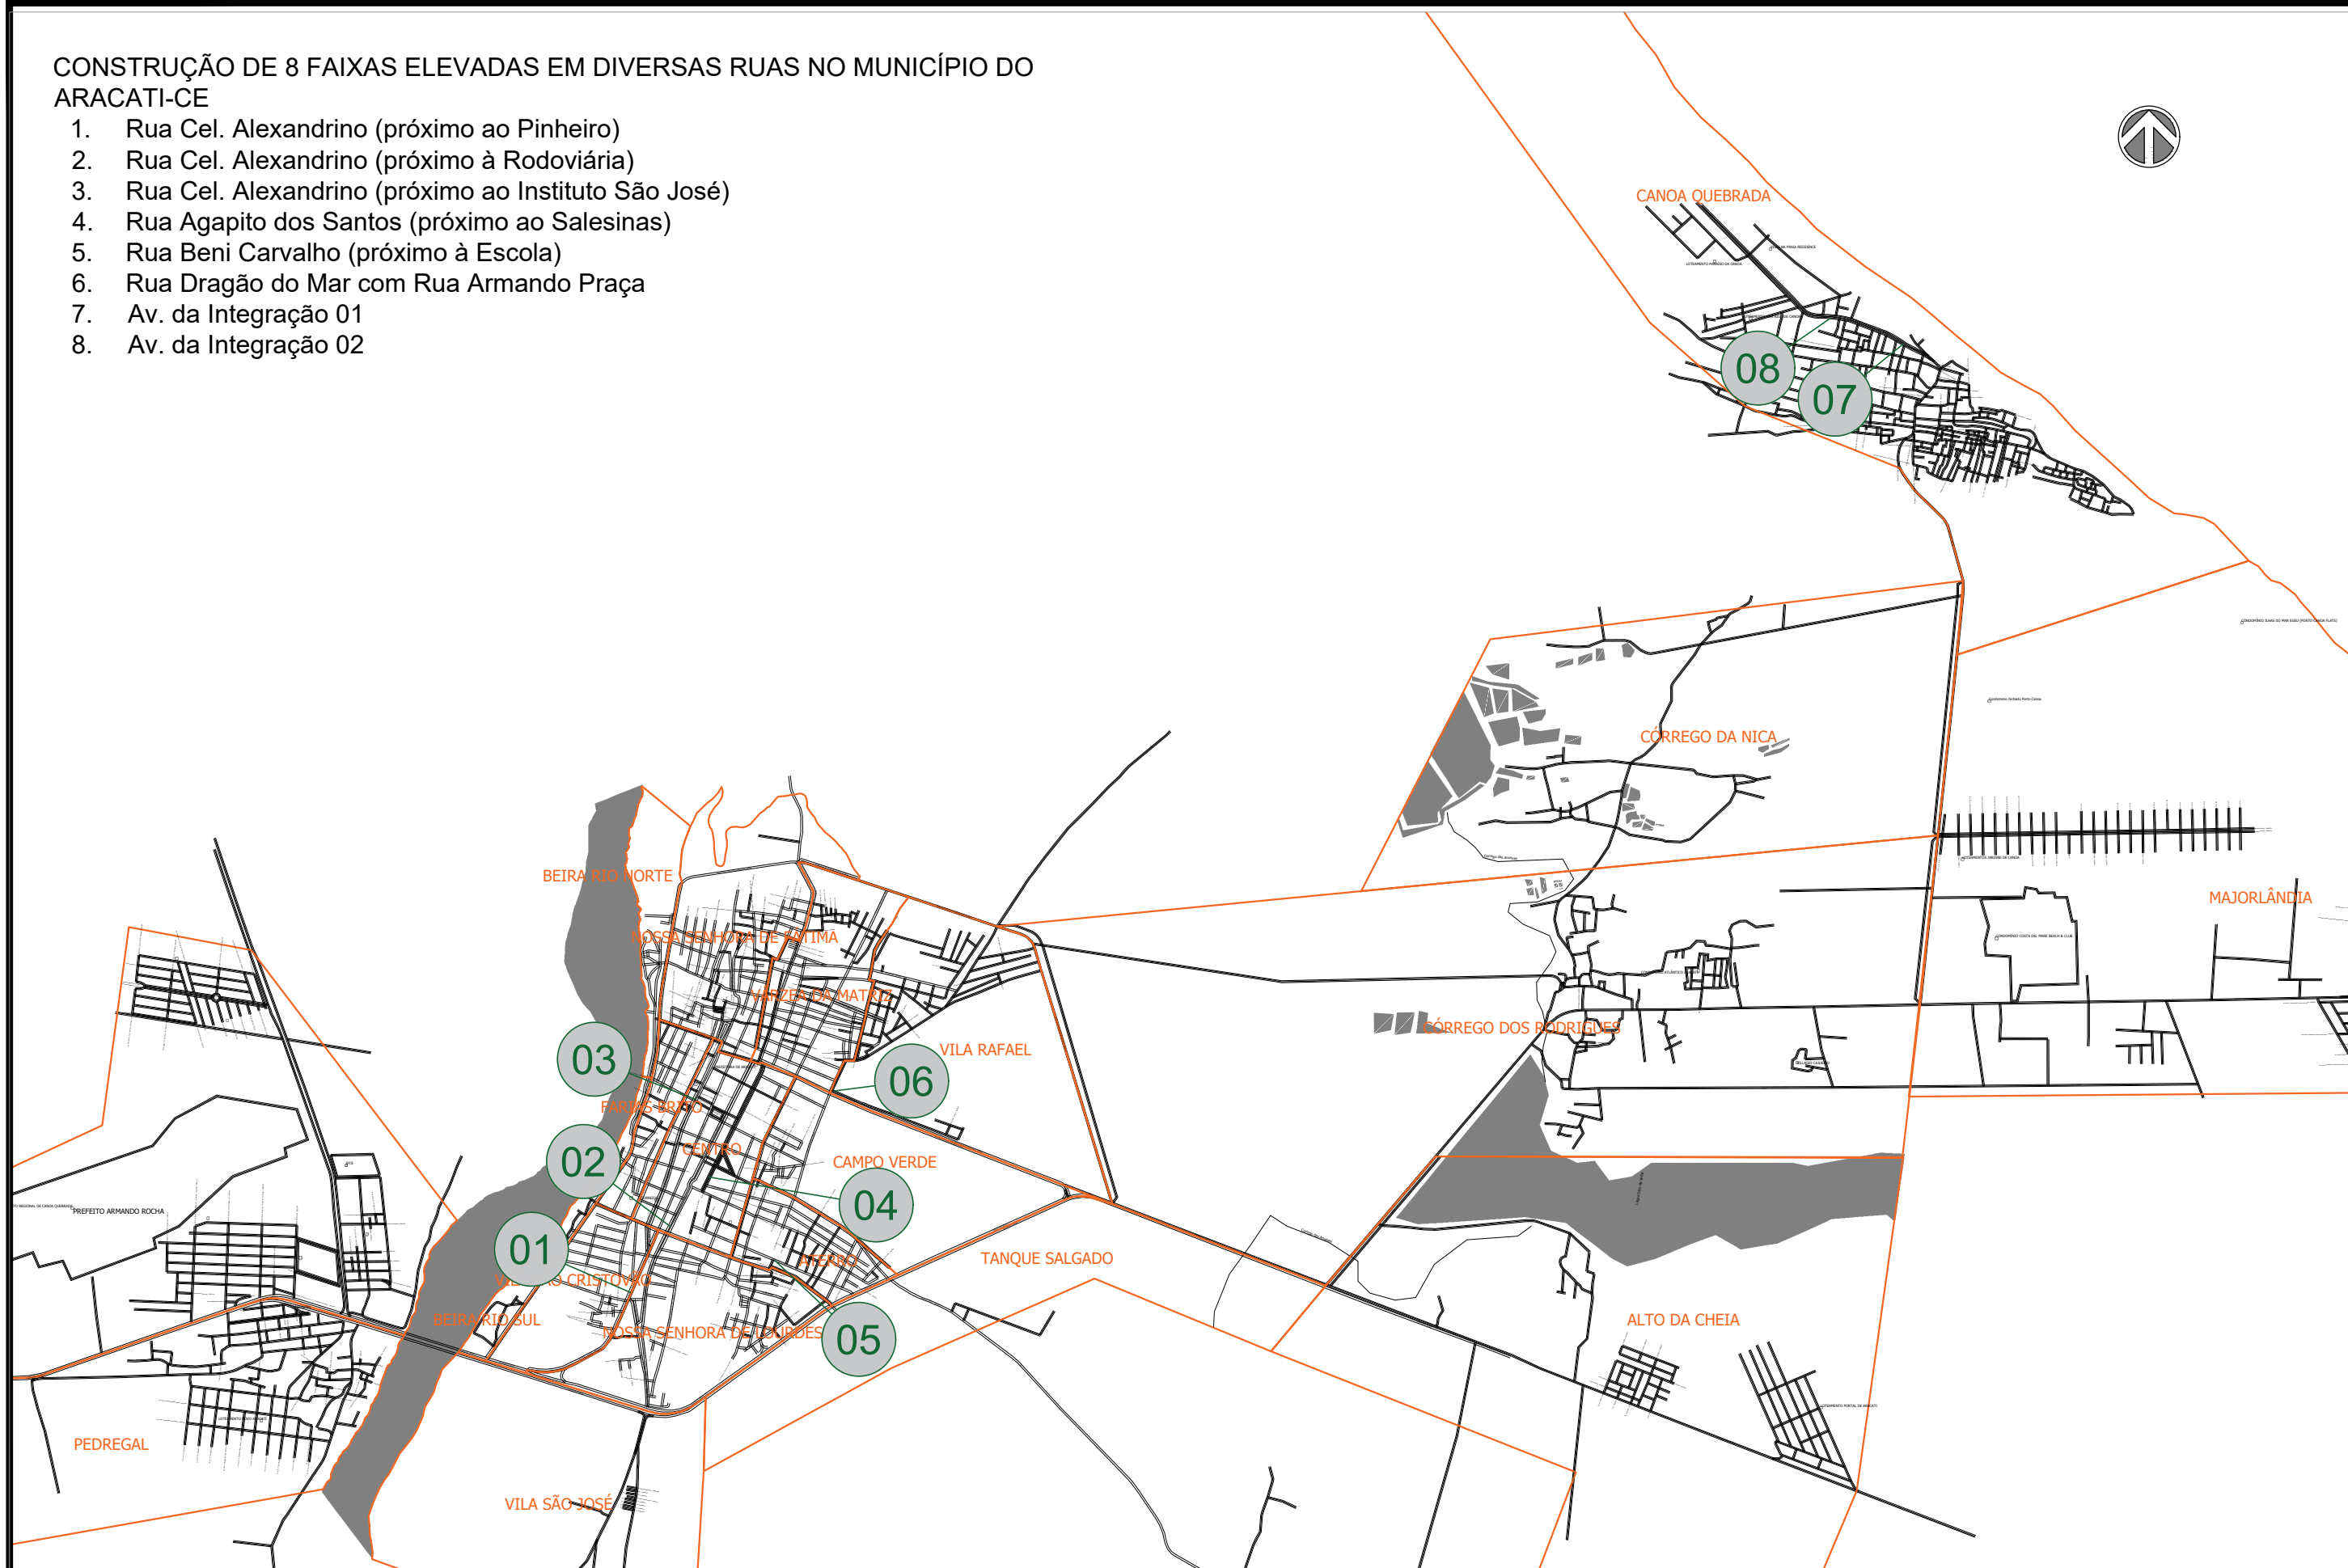 CONSTRUÇÃO DE 8 FAIXAS ELEVADAS EM DIVERSAS RUAS NO MUNICÍPIO DO
ARACATI-CE
1. Rua Cel. Alexandrino (próximo ao Pinheiro)
2. Rua Cel. Alexandrino (próximo à Rodoviária)
3. Rua Cel. Alexandrino (próximo ao Instituto São José)
4. Rua Agapito dos Santos (próximo ao Salesinas)
5. Rua Beni Carvalho (próximo à Escola)
6. Rua Dragão do Mar com Rua Armando Praça
7. Av. da Integração 01
8. Av. da Integração 02
CANOA QUEBRADA
08
07
CÓRREGO DA NICA
BEIRA RIO NORTE
MAJORLÂNDIA
NOSSA SENHORA DE FÁTIMA
VÁRZEA DA MATRIZ
CÓRREGO DOS RODRIGUES
03
VILA RAFAEL
06
FARIAS BRITO
CENTRO
02
CAMPO VERDE
04
PREFEITO ARMANDO ROCHA
01
ATERRO
TANQUE SALGADO
VILA SÃO CRISTOVÃO
BEIRA RIO SUL
NOSSA SENHORA DE LOURDES
05
ALTO DA CHEIA
PEDREGAL
VILA SÃO JOSÉ